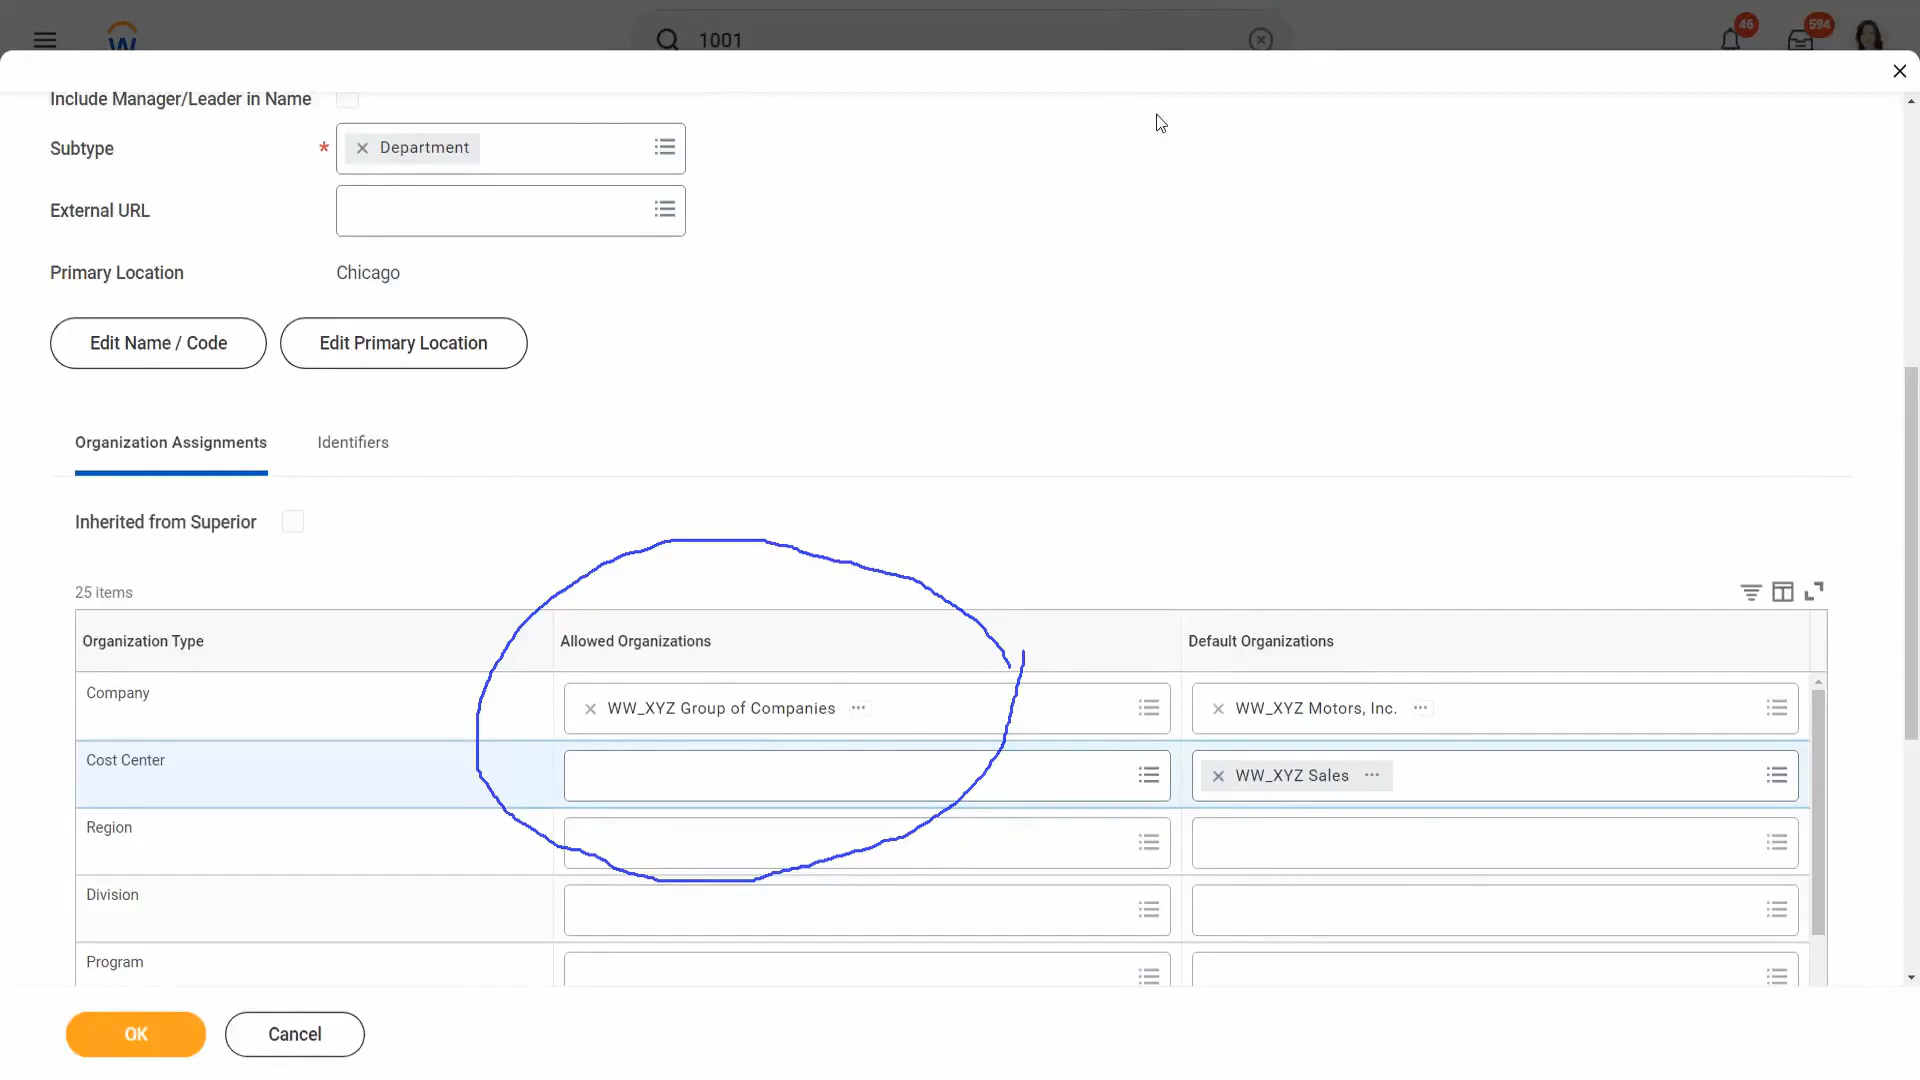 W
1001
46
594
Include Manager/Leader in Name
Subtype * Department
External URL
Primary Location Chicago
Edit Name / Code Edit Primary Location
Organization Assignments Identifiers
Inherited from Superior
25 items
Organization Type Allowed Organizations Default Organizations
Company WW_XYZ Group of Companies WW_XYZ Motors, Inc.
Cost Center WW_XYZ Sales
Region
Division
Program
OK Cancel